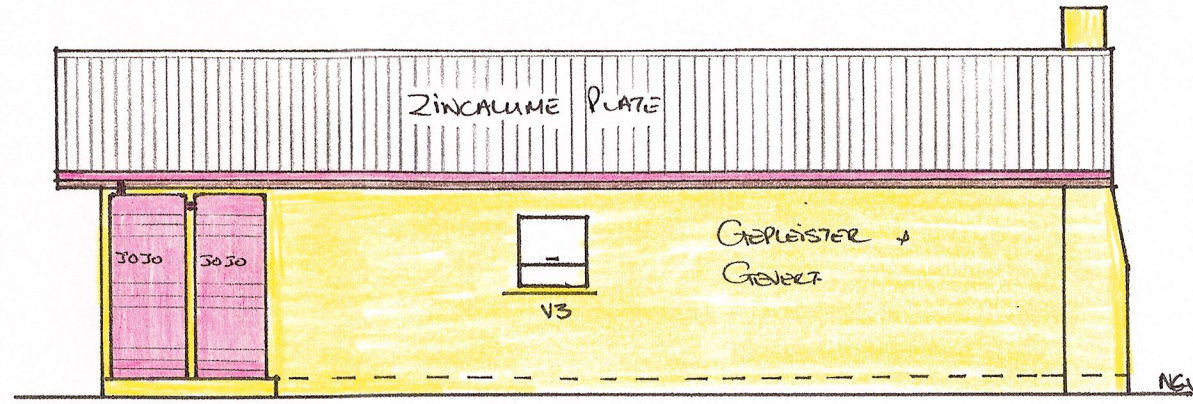 ZINCALUME PLATE
JOJO JOJO
GEPLEISTER +
GEVERF
V3